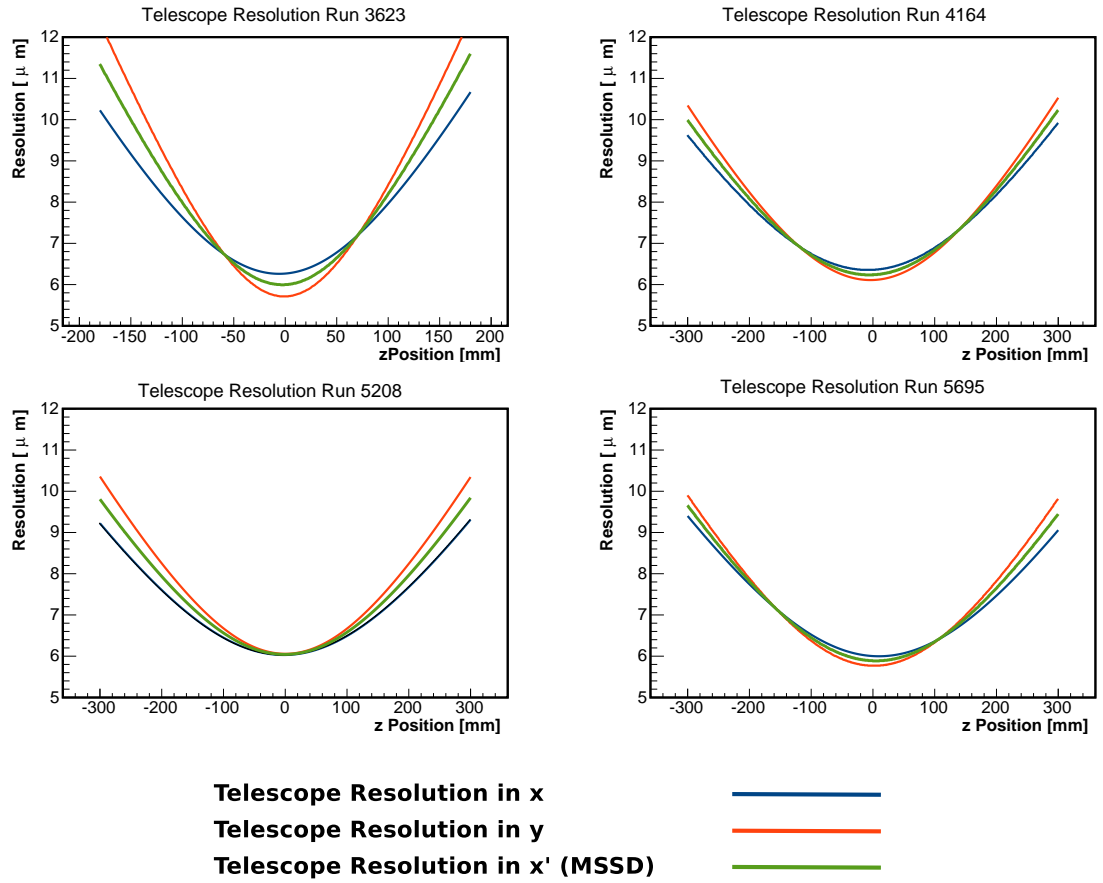 Telescope Resolution Run 3623
Resolution [ μ m]
12
11
10
9
8
7
6
5
-200 -150 -100 -50 0 50 100 150 200
zPosition [mm]
Telescope Resolution Run 4164
Resolution [ μ m]
12
11
10
9
8
7
6
5
-300 -200 -100 0 100 200 300
z Position [mm]
Telescope Resolution Run 5208
Resolution [ μ m]
12
11
10
9
8
7
6
5
-300 -200 -100 0 100 200 300
z Position [mm]
Telescope Resolution Run 5695
Resolution [ μ m]
12
11
10
9
8
7
6
5
-300 -200 -100 0 100 200 300
z Position [mm]
Telescope Resolution in x
Telescope Resolution in y
Telescope Resolution in x' (MSSD)